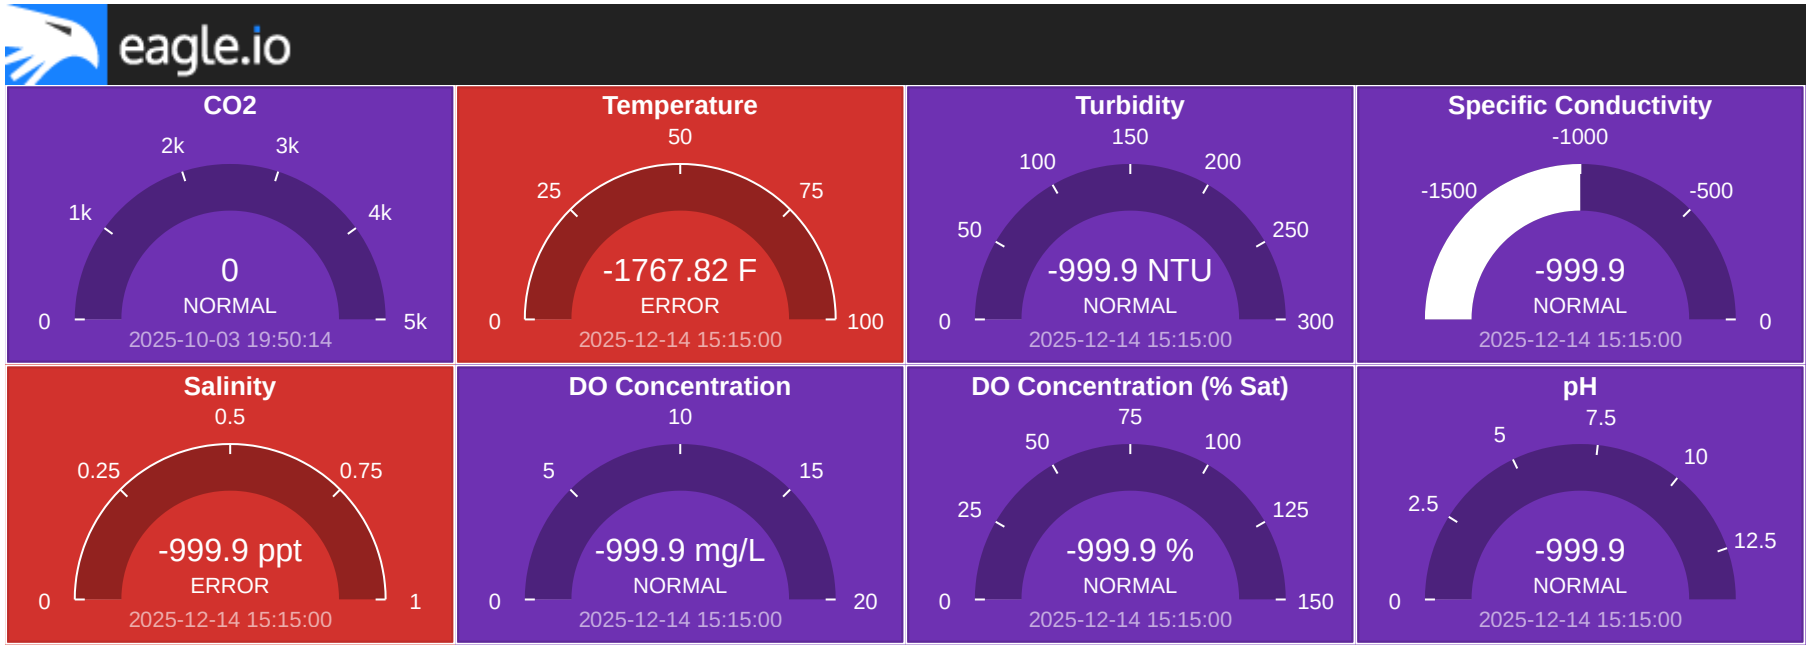 eagle.io
CO2
2k
3k
1k
4k
0
NORMAL
0
5k
2025-10-03 19:50:14
Temperature
50
25
75
-1767.82 F
ERROR
0
100
2025-12-14 15:15:00
Turbidity
150
100
200
50
250
-999.9 NTU
NORMAL
0
300
2025-12-14 15:15:00
Specific Conductivity
-1000
-1500
-500
-999.9
NORMAL
0
2025-12-14 15:15:00
Salinity
0.5
0.25
0.75
-999.9 ppt
ERROR
0
1
2025-12-14 15:15:00
DO Concentration
10
5
15
-999.9 mg/L
NORMAL
0
20
2025-12-14 15:15:00
DO Concentration (% Sat)
75
50
100
25
125
-999.9 %
NORMAL
0
150
2025-12-14 15:15:00
pH
7.5
5
10
2.5
12.5
-999.9
NORMAL
0
2025-12-14 15:15:00